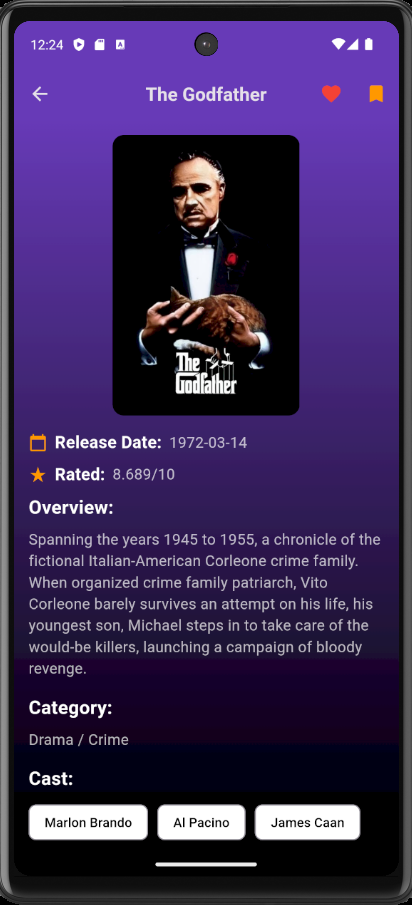 12:24
The Godfather
The
Godfather
Release Date: 1972-03-14
Rated: 8.689/10
Overview:
Spanning the years 1945 to 1955, a chronicle of the
fictional Italian-American Corleone crime family.
When organized crime family patriarch, Vito
Corleone barely survives an attempt on his life, his
youngest son, Michael steps in to take care of the
would-be killers, launching a campaign of bloody
revenge.
Category:
Drama / Crime
Cast:
Marlon Brando Al Pacino James Caan